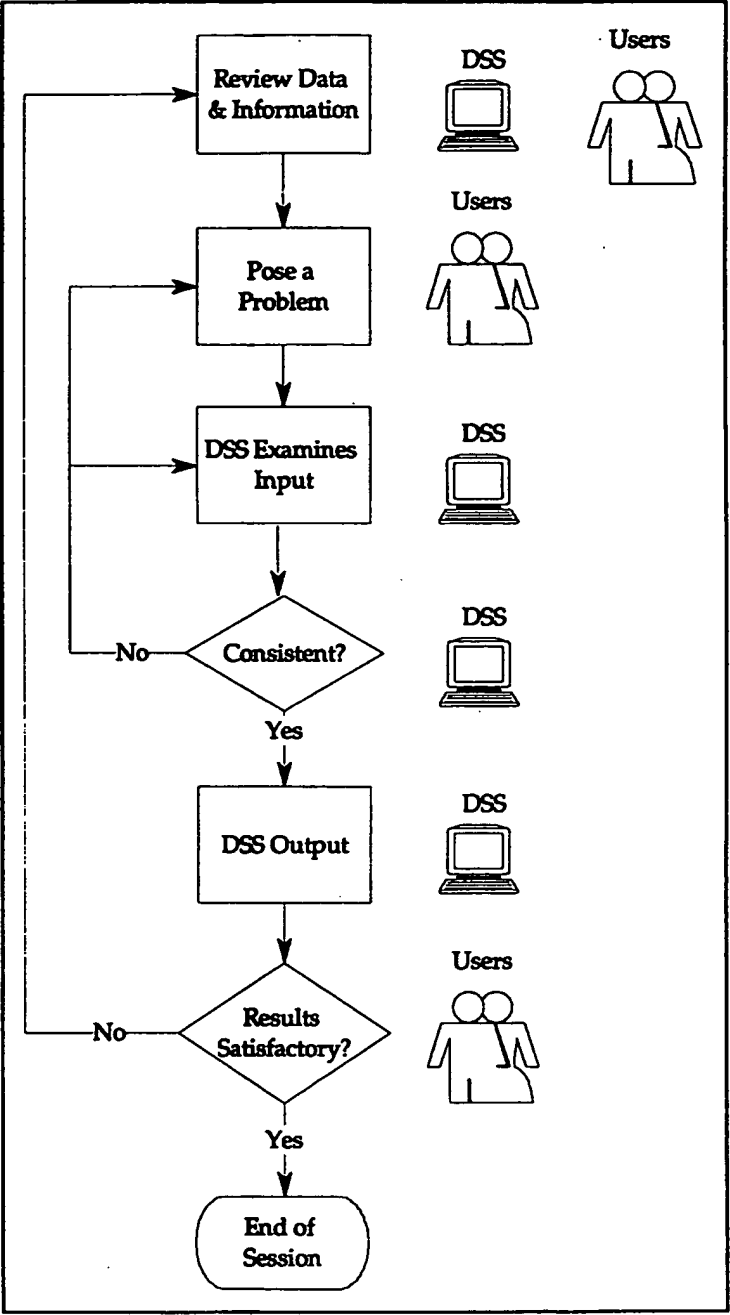 Users
DSS
Review Data
& Information
Users
Pose a
Problem
DSS
DSS Examines
Input
DSS
No
Consistent?
Yes
DSS
DSS Output
Users
Results
Satisfactory?
No
Yes
End of
Session